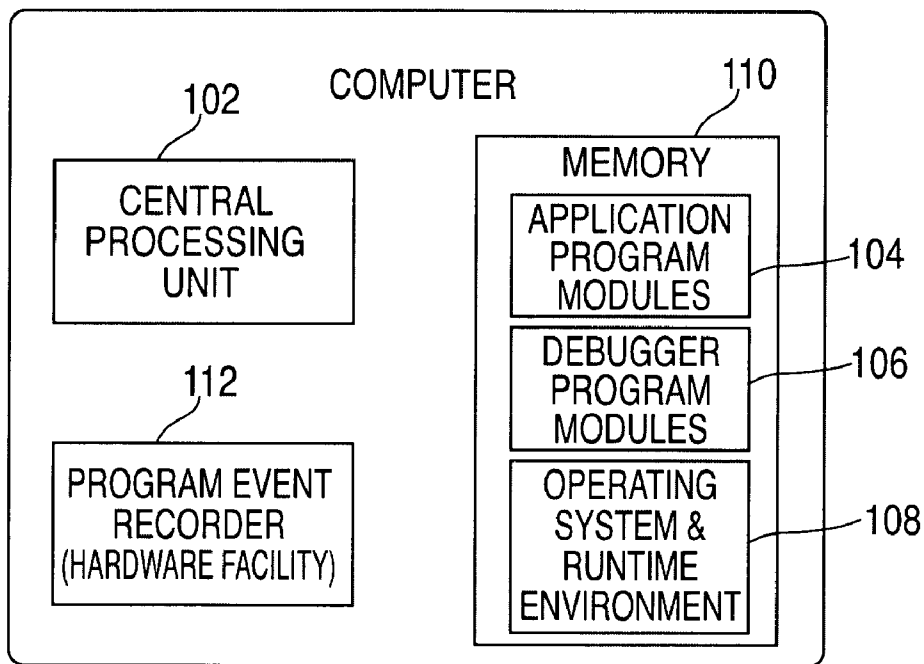 COMPUTER
102
CENTRAL
PROCESSING
UNIT
112
PROGRAM EVENT
RECORDER
(HARDWARE FACILITY)
110
MEMORY
APPLICATION
PROGRAM
MODULES
104
DEBUGGER
PROGRAM
MODULES
106
OPERATING
SYSTEM &
RUNTIME
ENVIRONMENT
108